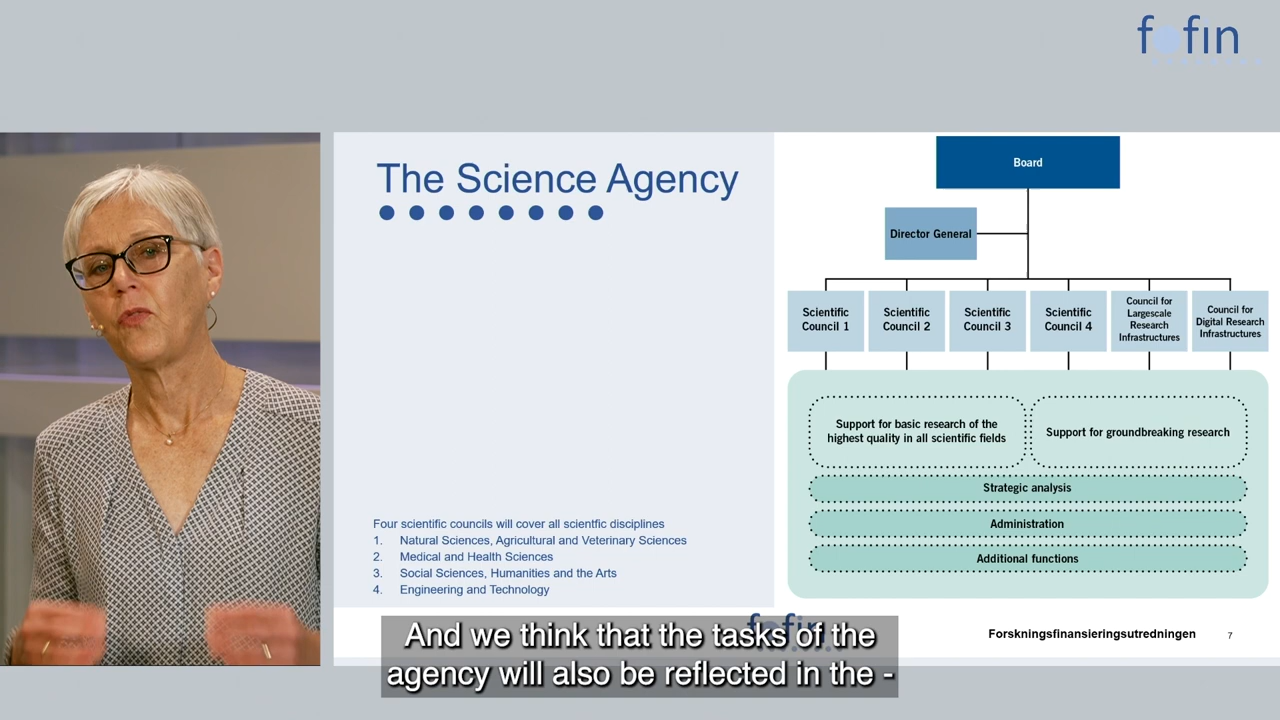 fofin
The Science Agency
Board
Director General
Scientific
Council 1
Scientific
Council 2
Scientific
Council 3
Scientific
Council 4
Council for
Largescale
Research
Infrastructures
Council for
Digital Research
Infrastructures
Support for basic research of the
highest quality in all scientific fields
Support for groundbreaking research
Strategic analysis
Administration
Additional functions
Four scientific councils will cover all scientfc disciplines
1. Natural Sciences, Agricultural and Veterinary Sciences
2. Medical and Health Sciences
3. Social Sciences, Humanities and the Arts
4. Engineering and Technology
fofin
Forskningsfinansieringsutredningen 7
And we think that the tasks of the
agency will also be reflected in the -